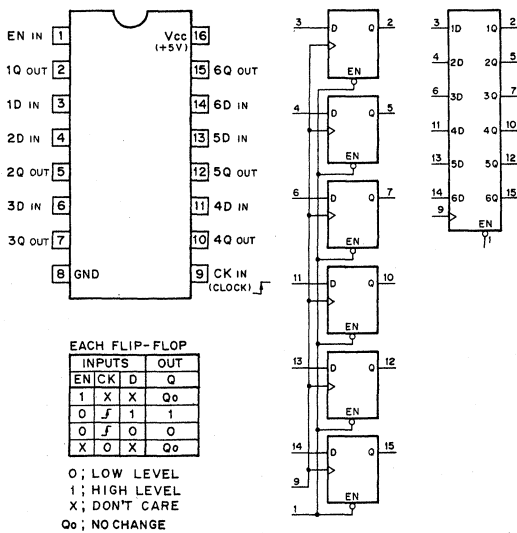 EN IN 1
1Q OUT 2
1D IN 3
2D IN 4
2Q OUT 5
3D IN 6
3Q OUT 7
8 GND
Vcc 16
(+5V)
15 6Q OUT
14 6D IN
13 5D IN
12 5Q OUT
11 4D IN
10 4Q OUT
9 CK IN
(CLOCK)
EACH FLIP-FLOP
INPUTS OUT
EN CK D Q
1 X X Qo
0 1 1
0 0 0
X 0 X Qo
0; LOW LEVEL
1; HIGH LEVEL
X; DON'T CARE
Qo; NO CHANGE
3 D Q 2
EN
4 D Q 5
EN
6 D Q 7
EN
11 D Q 10
EN
13 D Q 12
EN
14 D Q 15
9
EN
1
3 1D 1Q 2
4 2D 2Q 5
6 3D 3Q 7
11 4D 4Q 10
13 5D 5Q 12
14 6D 6Q 15
9
EN
1